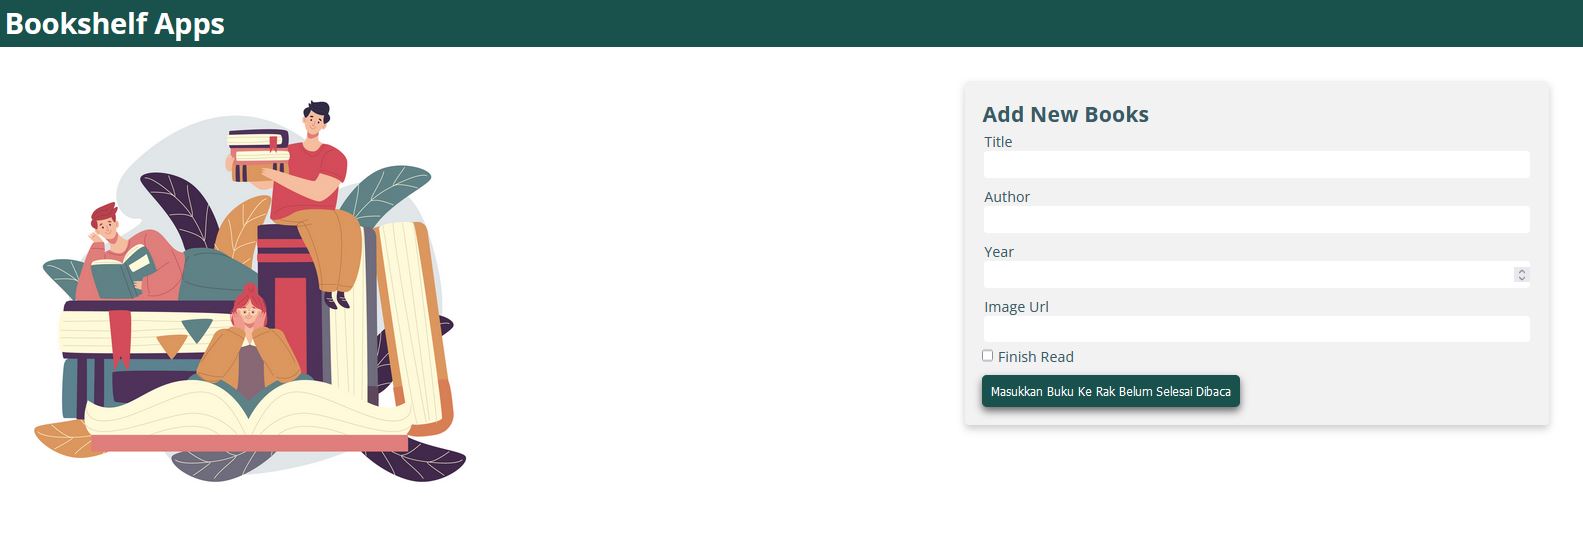 Bookshelf Apps
Add New Books
Title
Author
Year
Image Url
Finish Read
Masukkan Buku Ke Rak Belum Selesai Dibaca